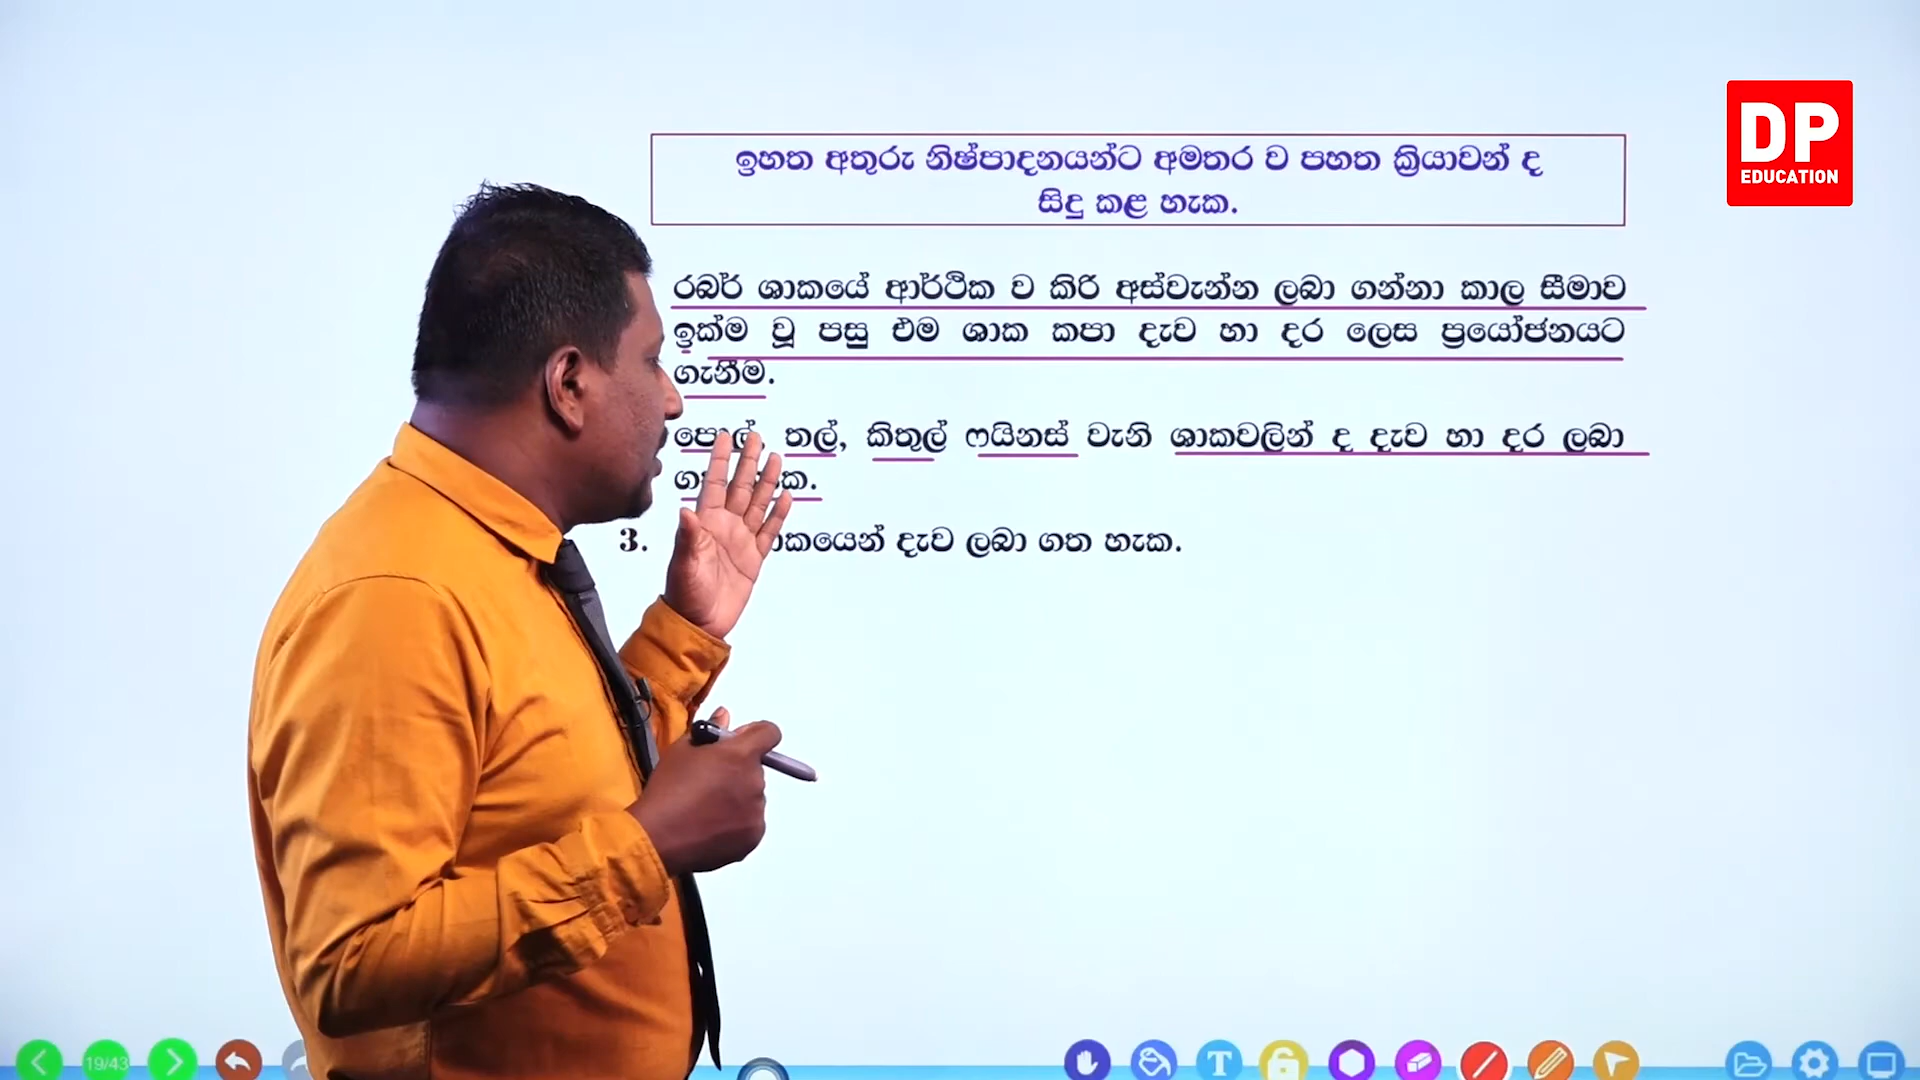 DP
EDUCATION
ඉහත අතුරු නිෂ්පාදනයන්ට අමතර ව පහත ක්‍රියාවන් ද
සිදු කළ හැක.
රබර් ශාකයේ ආර්ථික ව කිරි අස්වැන්න ලබා ගන්නා කාල සීමාව
ඉක්ම වූ පසු එම ශාක කපා දැව හා දර ලෙස ප්‍රයෝජනයට
ගැනීම.
පොල්, තල්, කිතුල් ෆයිනස් වැනි ශාකවලින් ද දැව හා දර ලබා
3. දැව ලබා ගත හැක.
19/43